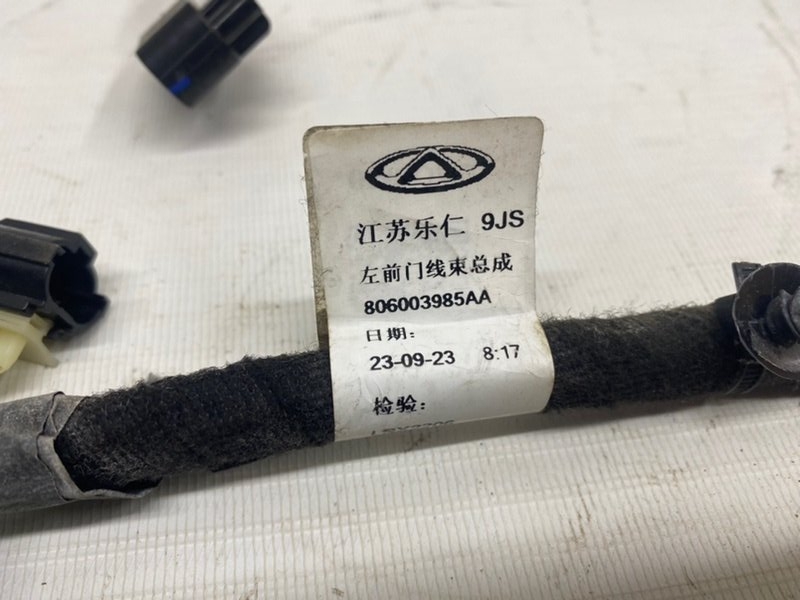 江苏乐仁 9JS
左前门线束总成
806003985AA
日期:
23-09-23 8:17
检验: